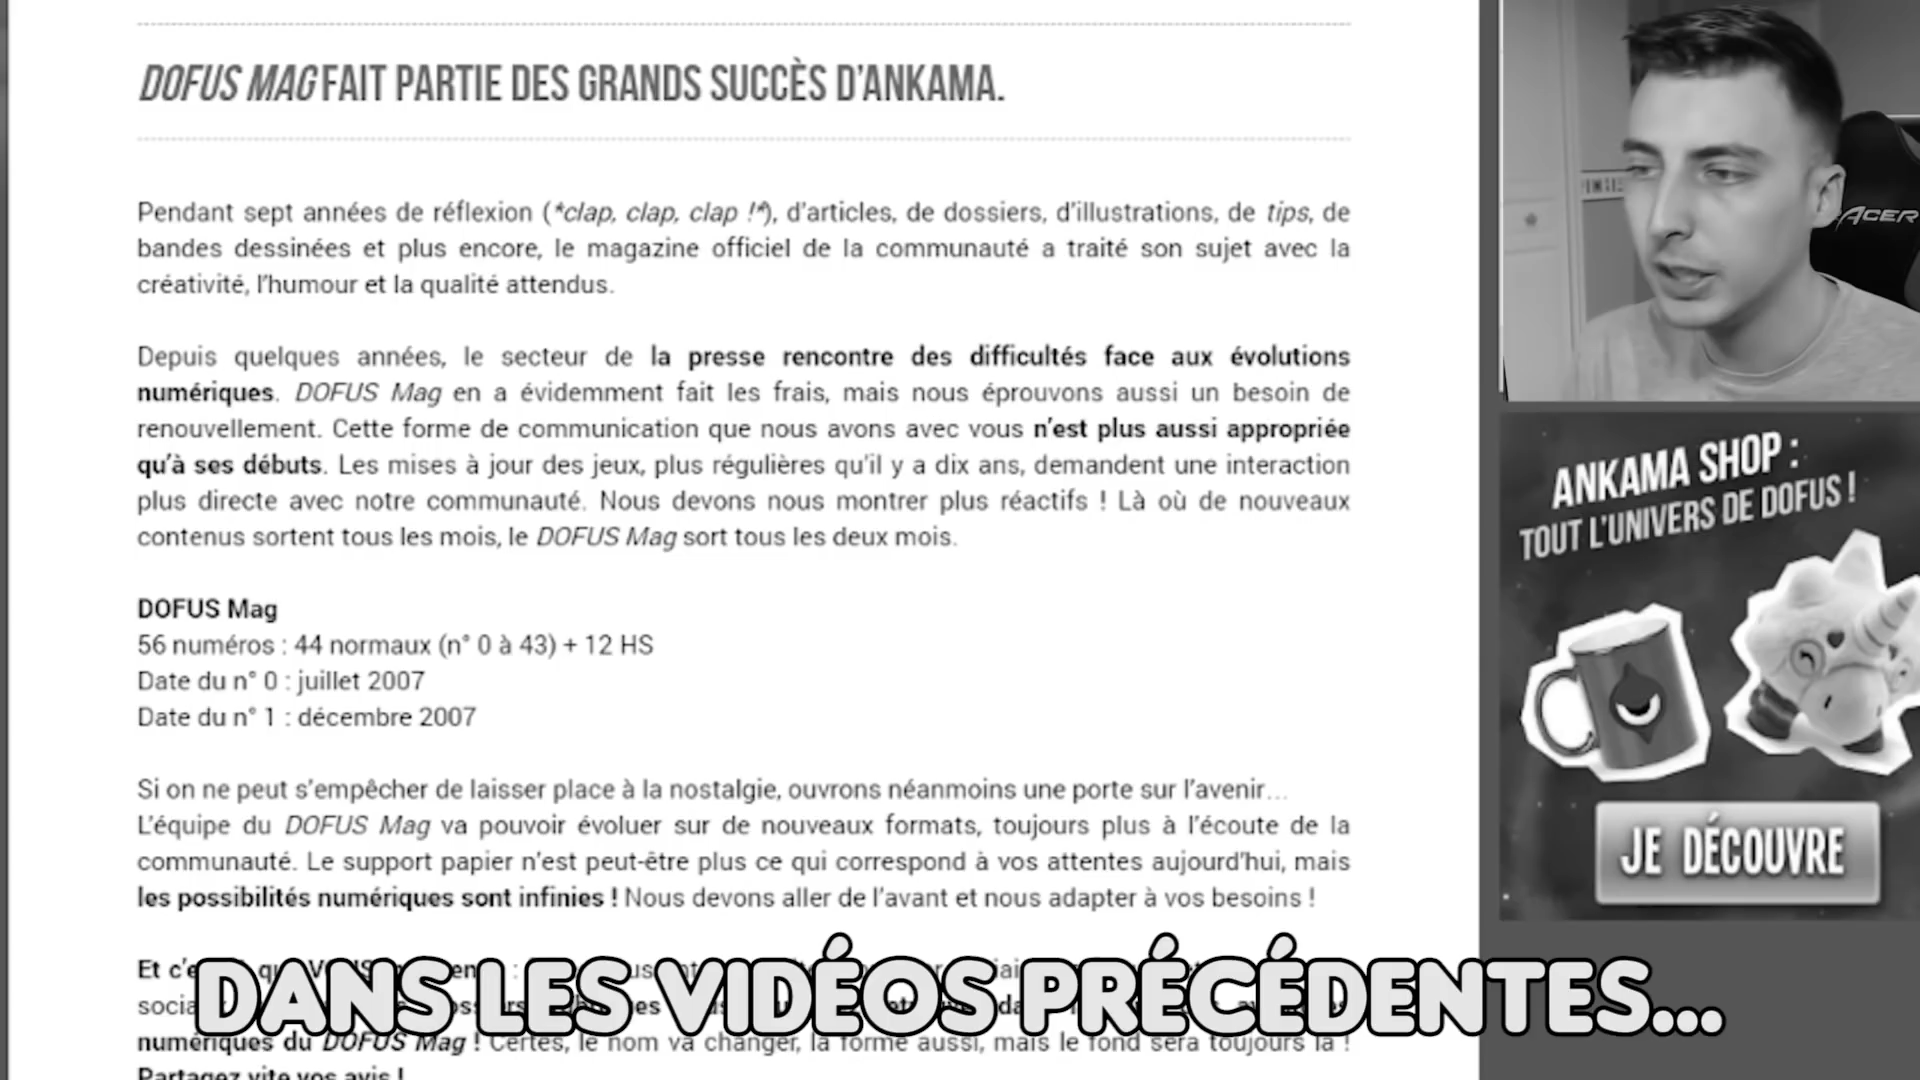 DOFUS MAG FAIT PARTIE DES GRANDS SUCCÈS D'ANKAMA.
Pendant sept années de réflexion (*clap, clap, clap !*), d'articles, de dossiers, d'illustrations, de tips, de
bandes dessinées et plus encore, le magazine officiel de la communauté a traité son sujet avec la
créativité, l'humour et la qualité attendus.
Depuis quelques années, le secteur de la presse rencontre des difficultés face aux évolutions
numériques. DOFUS Mag en a évidemment fait les frais, mais nous éprouvons aussi un besoin de
renouvellement. Cette forme de communication que nous avons avec vous n'est plus aussi appropriée
qu'à ses débuts. Les mises à jour des jeux, plus régulières qu'il y a dix ans, demandent une interaction
plus directe avec notre communauté. Nous devons nous montrer plus réactifs ! Là où de nouveaux
contenus sortent tous les mois, le DOFUS Mag sort tous les deux mois.
DOFUS Mag
56 numéros : 44 normaux (n° 0 à 43) + 12 HS
Date du n° 0 : juillet 2007
Date du n° 1 : décembre 2007
Si on ne peut s'empêcher de laisser place à la nostalgie, ouvrons néanmoins une porte sur l'avenir...
L'équipe du DOFUS Mag va pouvoir évoluer sur de nouveaux formats, toujours plus à l'écoute de la
communauté. Le support papier n'est peut-être plus ce qui correspond à vos attentes aujourd'hui, mais
les possibilités numériques sont infinies ! Nous devons aller de l'avant et nous adapter à vos besoins !
Et
numériques du DOFUS Mag ! Certes, le nom va changer, la forme aussi, mais le fond sera toujours là !
Partagez vite vos avis !
DANS LES VIDÉOS PRÉCÉDENTES...
ACER
ANKAMA SHOP :
TOUT L'UNIVERS DE DOFUS !
JE DÉCOUVRE